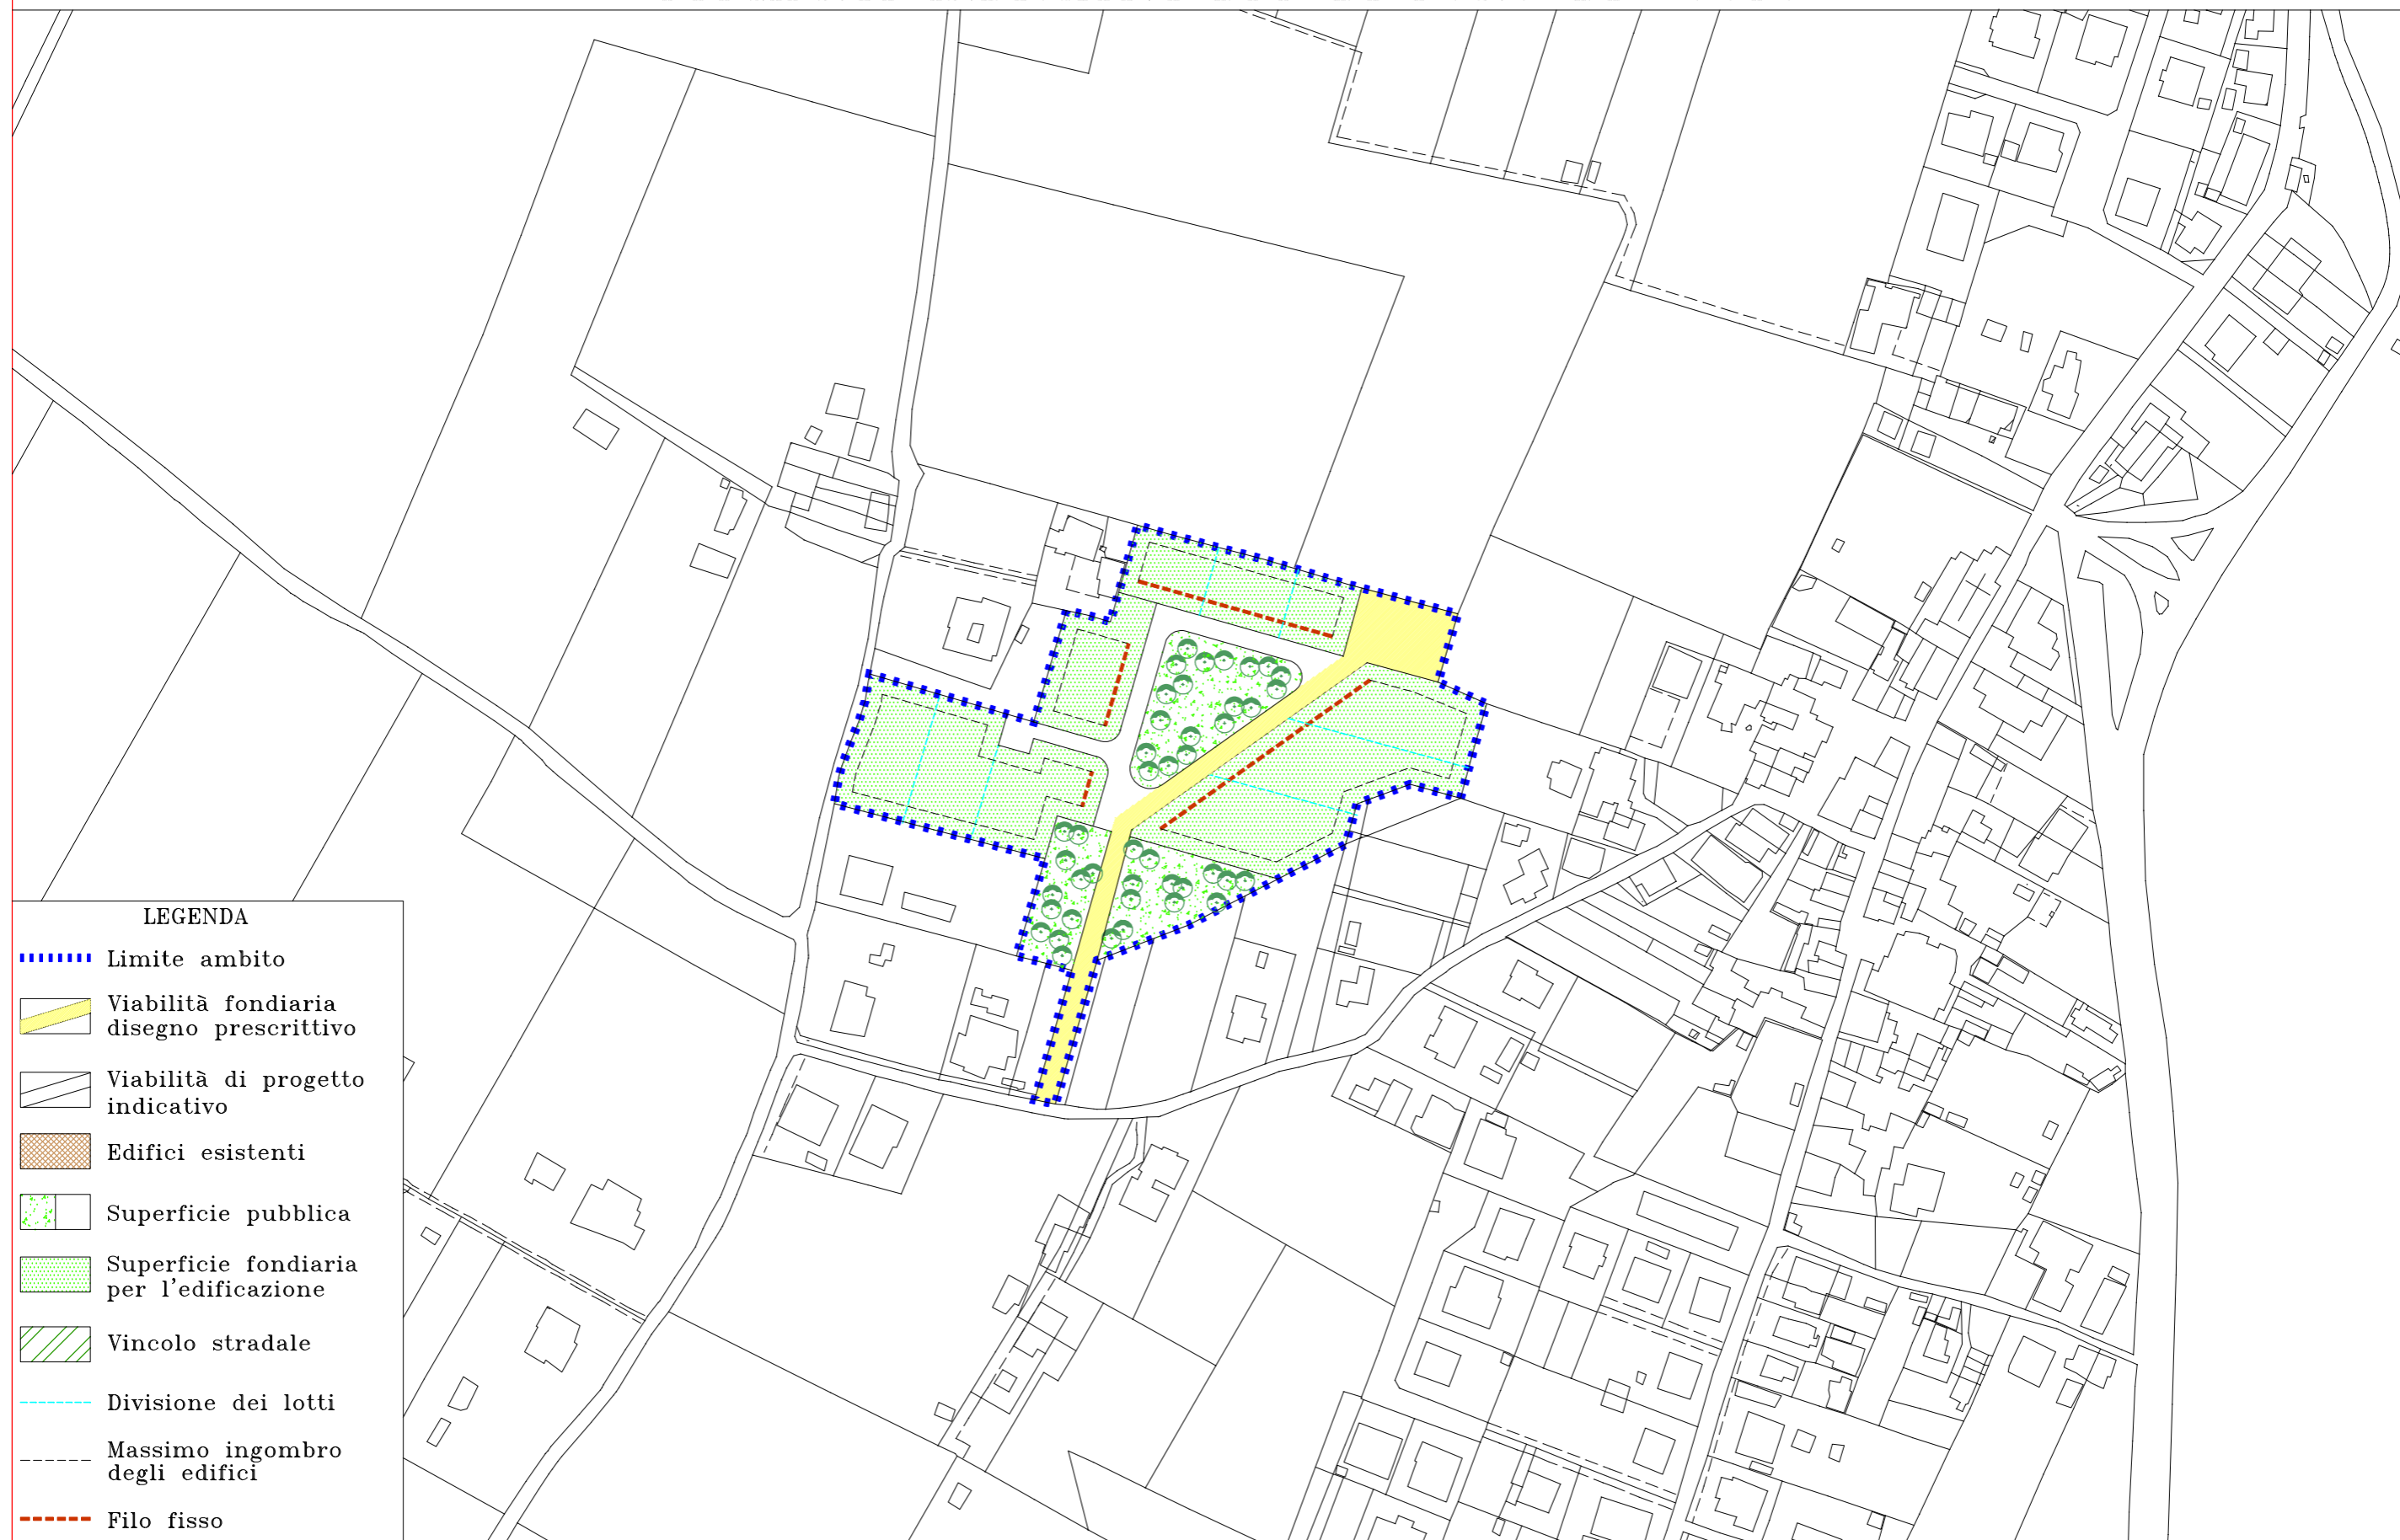 LEGENDA
Limite ambito
Viabilità fondiaria
disegno prescrittivo
Viabilità di progetto
indicativo
Edifici esistenti
Superficie pubblica
Superficie fondiaria
per l'edificazione
Vincolo stradale
Divisione dei lotti
Massimo ingombro
degli edifici
Filo fisso